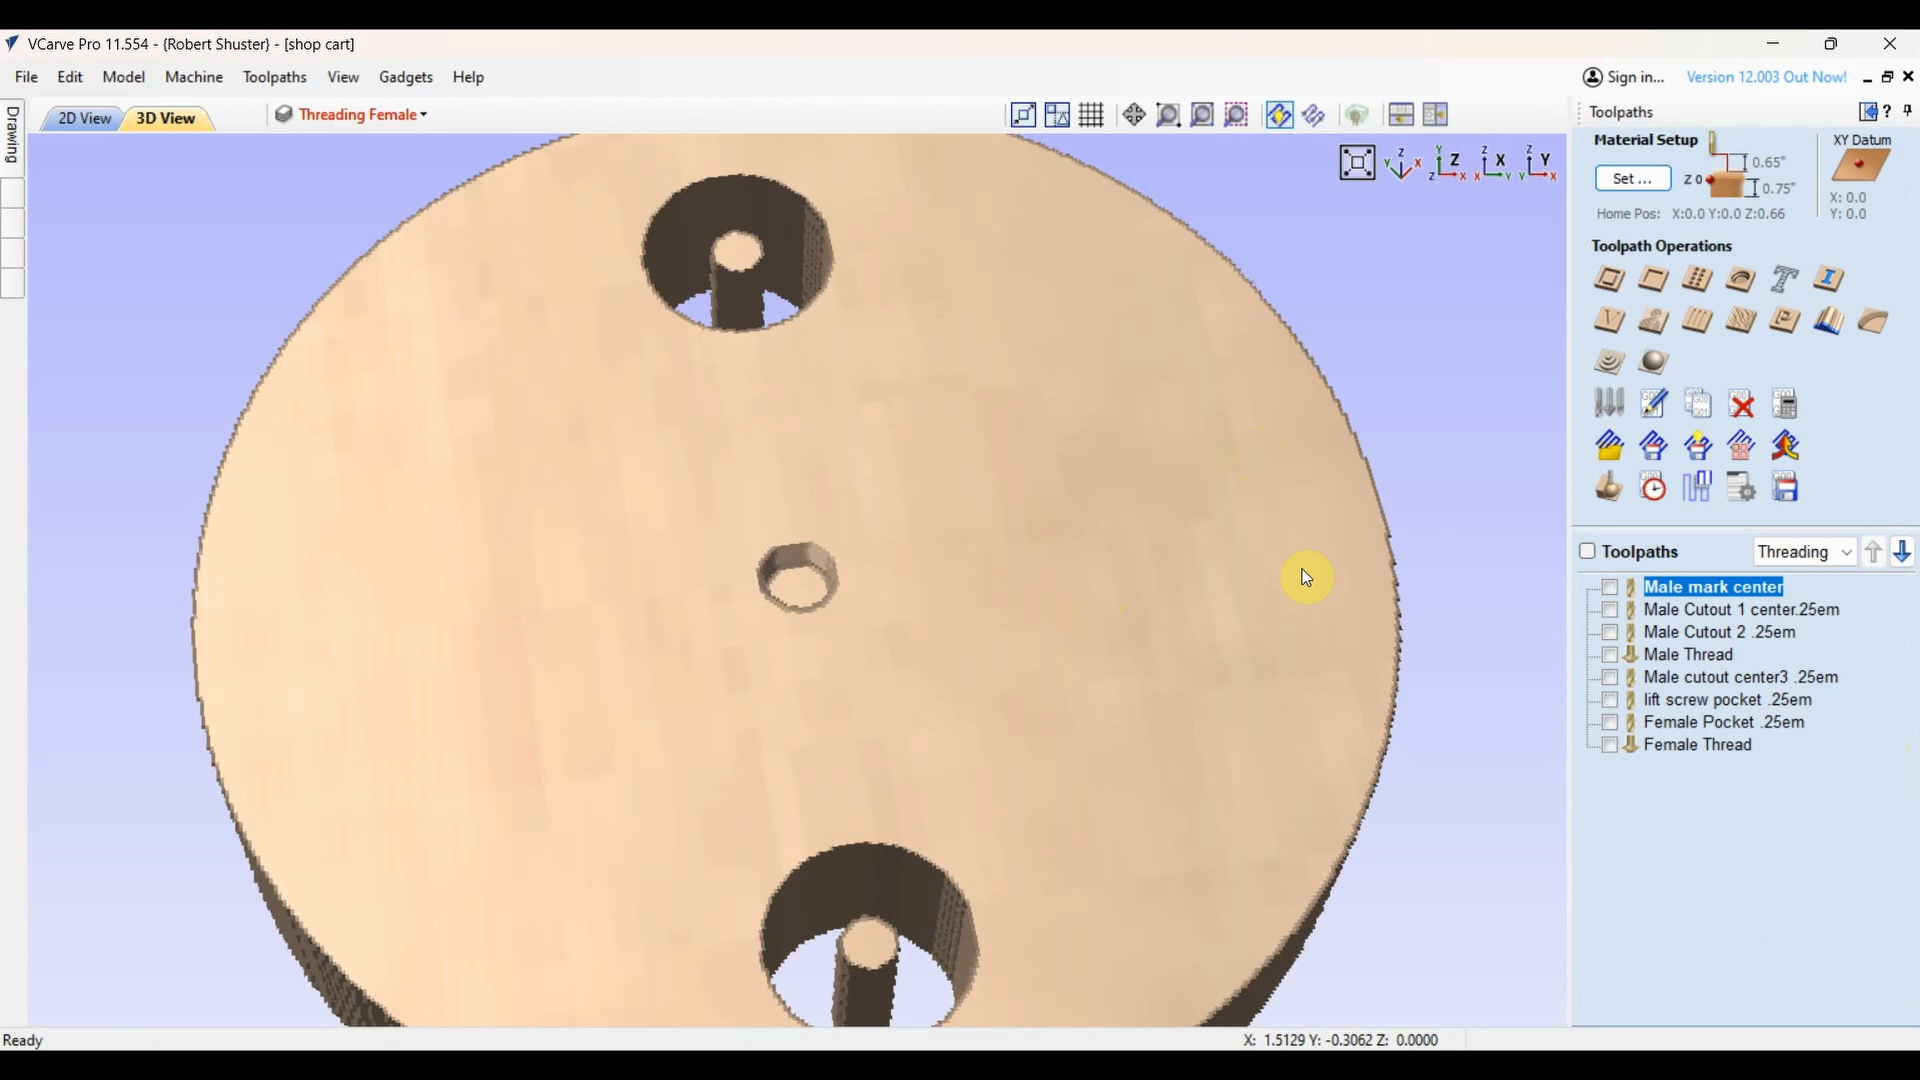 VCarve Pro 11.554 - {Robert Shuster} - [shop cart]
File Edit Model Machine Toolpaths View Gadgets Help
Sign in... Version 12.003 Out Now!
Drawing
2D View 3D View Threading Female
Toolpaths ?
Material Setup
XY Datum
0.65"
Set ... Z 0 0.75"
X: 0.0
Y: 0.0
Home Pos: X:0.0 Y:0.0 Z:0.66
Toolpath Operations
Toolpaths Threading
Male mark center
Male Cutout 1 center.25em
Male Cutout 2 .25em
Male Thread
Male cutout center3 .25em
lift screw pocket .25em
Female Pocket .25em
Female Thread
Ready
X: 1.5129 Y: -0.3062 Z: 0.0000